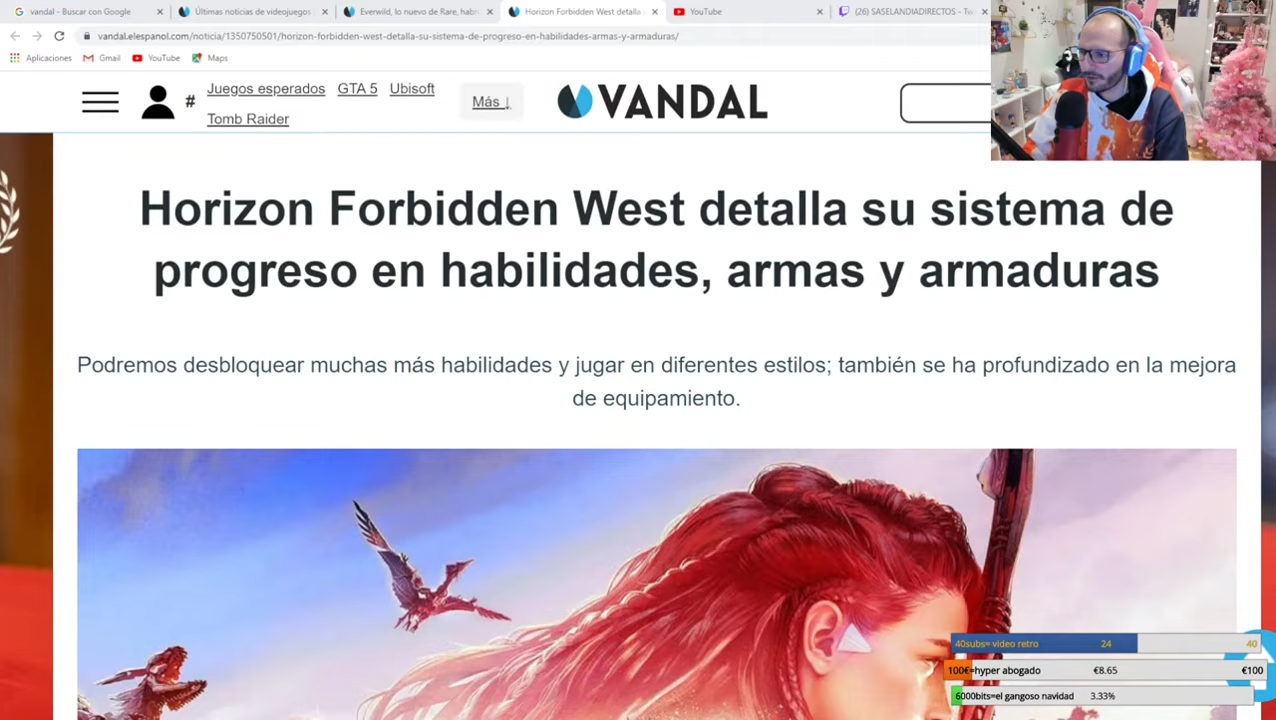 vandal - Buscar con Google
Últimas noticias de videojuegos
Everwild, lo nuevo de Rare, habr
Horizon Forbidden West detalla
YouTube
(26) SASELANDIADIRECTOS - Tw
vandal.elespanol.com/noticia/1350750501/horizon-forbidden-west-detalla-su-sistema-de-progreso-en-habilidades-armas-y-armaduras/
Aplicaciones
Gmail
YouTube
Maps
# Juegos esperados GTA 5 Ubisoft
Tomb Raider
Más ↓
VANDAL
Horizon Forbidden West detalla su sistema de
progreso en habilidades, armas y armaduras
Podremos desbloquear muchas más habilidades y jugar en diferentes estilos; también se ha profundizado en la mejora
de equipamiento.
40subs= video retro 24 40
100€=hyper abogado €8.65 €100
6000bits=el gangoso navidad 3.33%